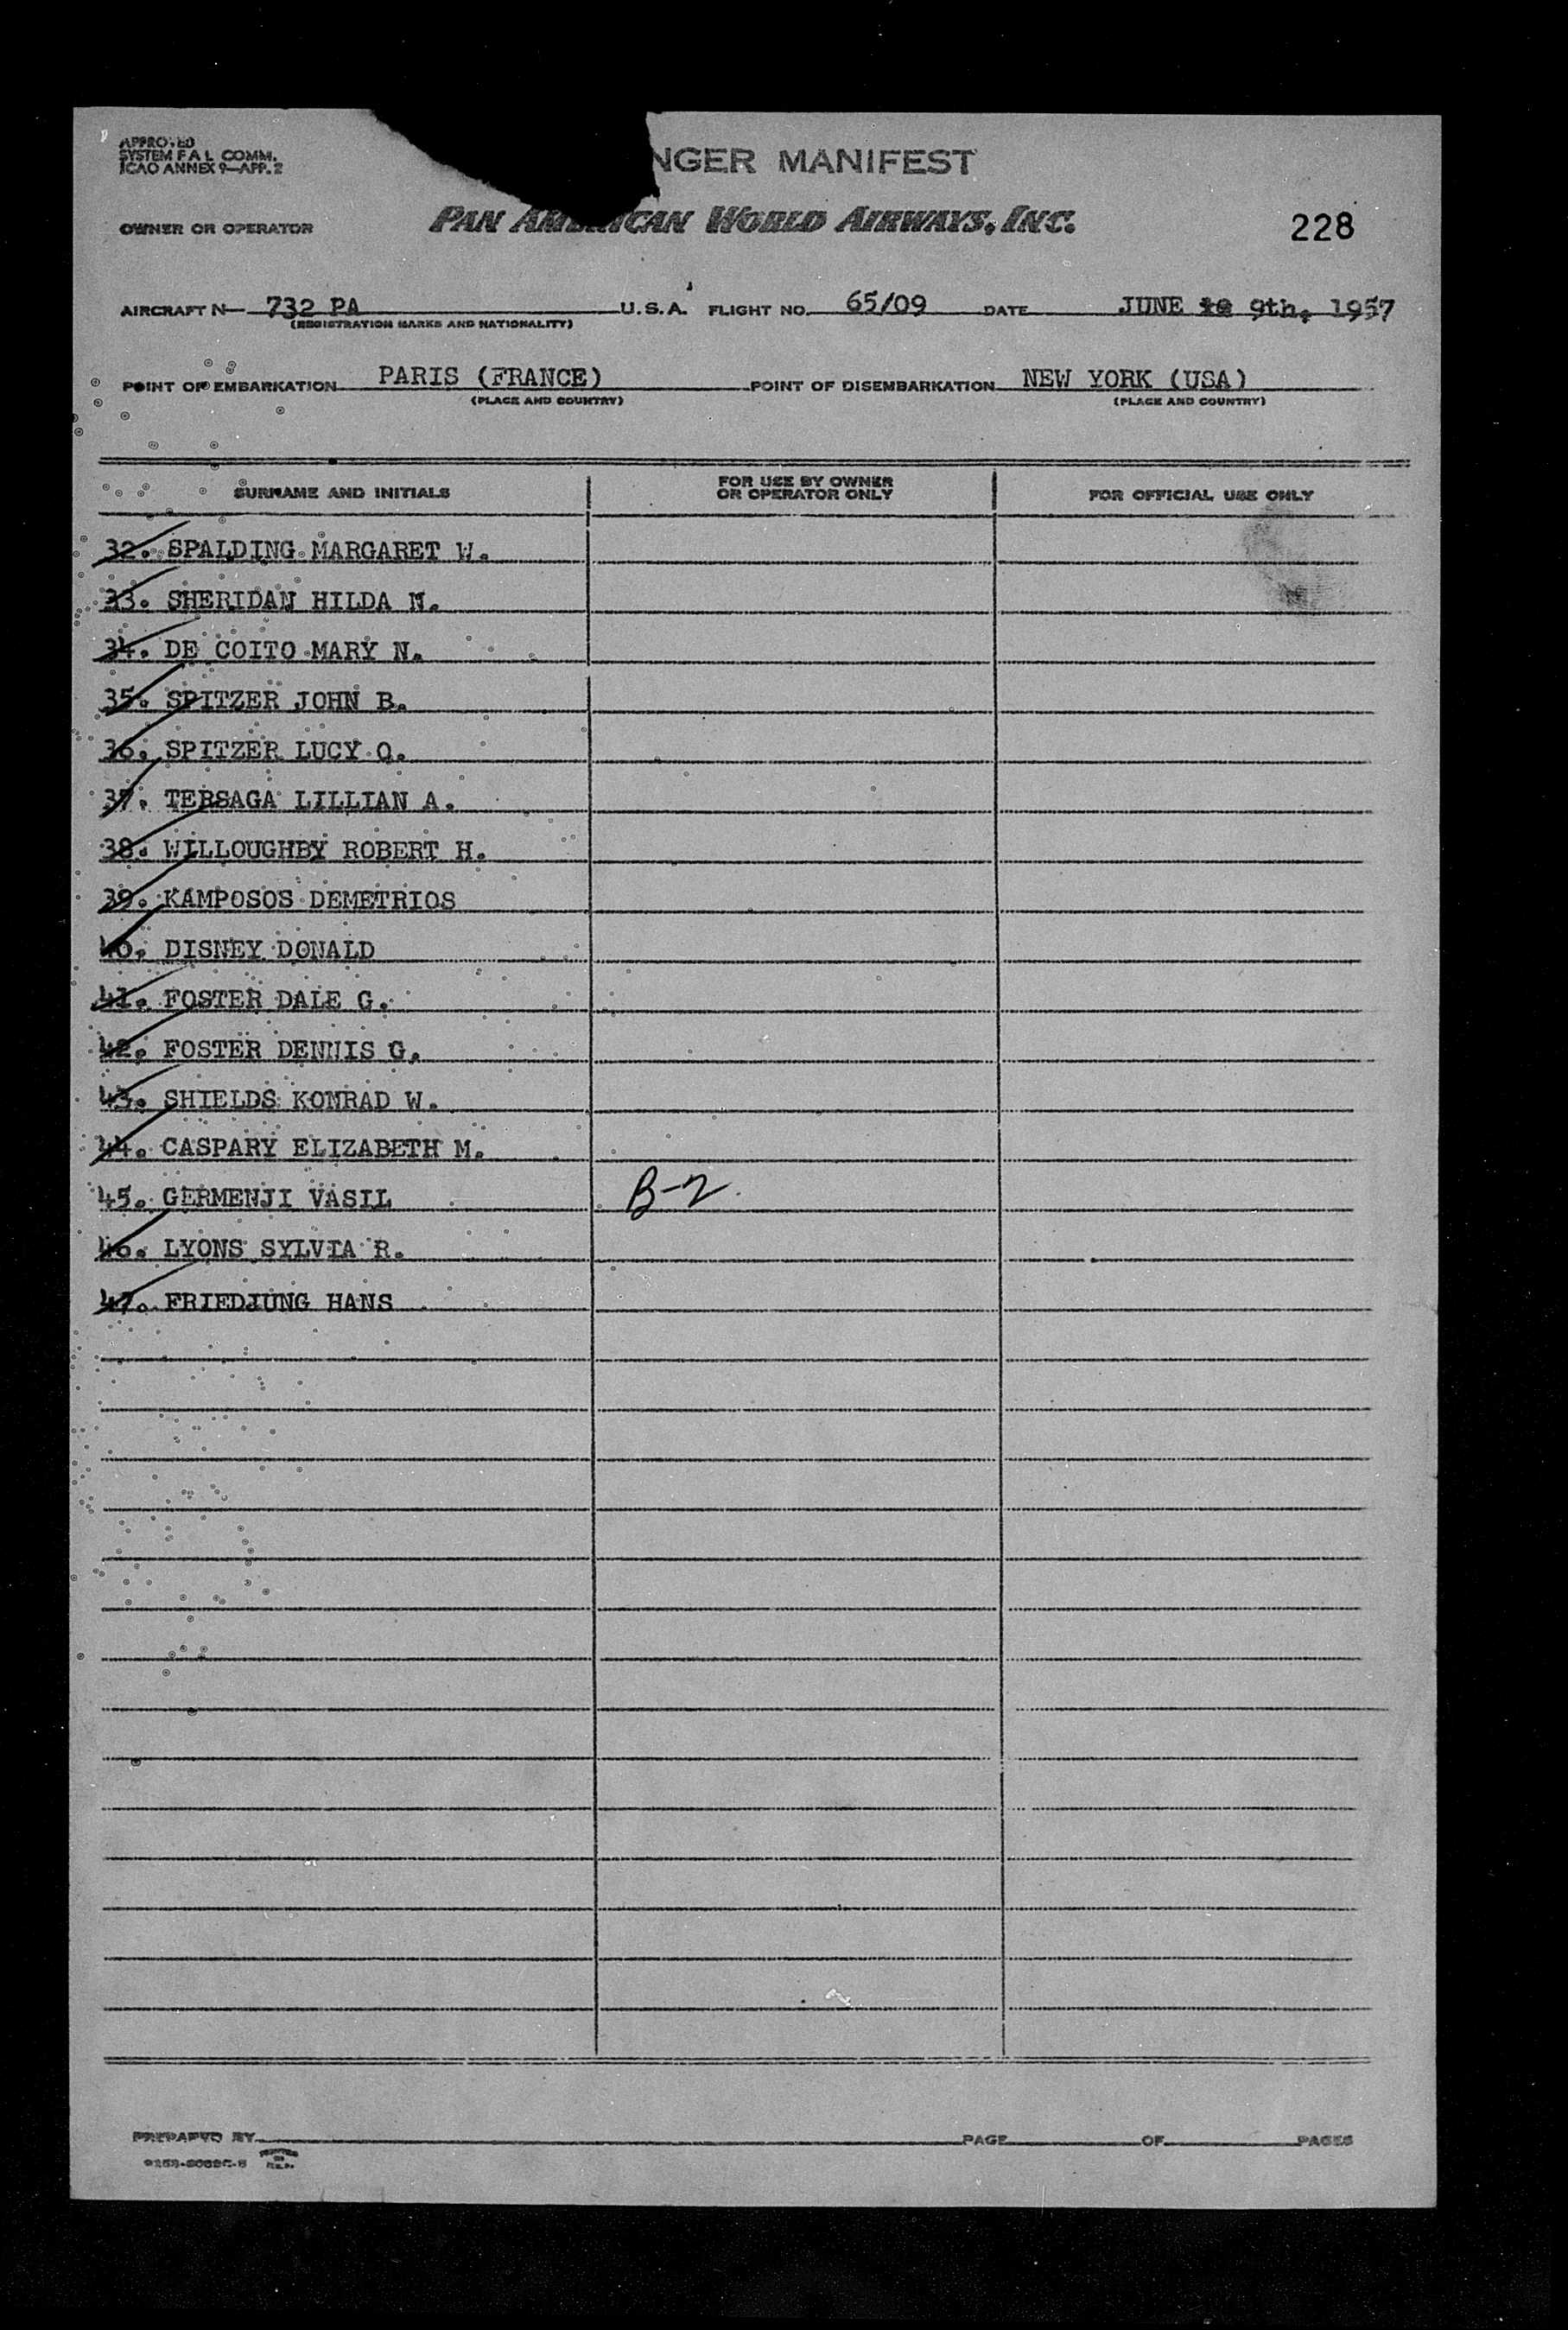 APPROVED
SYSTEM F A L COMM.
ICAO ANNEX 9—APP. 2
NGER MANIFEST
OWNER OR OPERATOR
PAN AMERICAN WORLD AIRWAYS, INC.
228
AIRCRAFT N— 732 PA U.S.A. FLIGHT NO. 65/09 DATE JUNE 9th, 1957
(REGISTRATION MARKS AND NATIONALITY)
POINT OF EMBARKATION PARIS (FRANCE) POINT OF DISEMBARKATION NEW YORK (USA)
(PLACE AND COUNTRY) (PLACE AND COUNTRY)
SURNAME AND INITIALS
FOR USE BY OWNER
OR OPERATOR ONLY
FOR OFFICIAL USE ONLY
32. SPALDING MARGARET W.
33. SHERIDAN HILDA M.
34. DE COITO MARY N.
35. SPITZER JOHN B.
36. SPITZER LUCY O.
37. TERSAGA LILLIAN A.
38. WILLOUGHBY ROBERT H.
39. KAMPOSOS DEMETRIOS
40. DISNEY DONALD
41. FOSTER DALE G.
42. FOSTER DENNIS G.
43. SHIELDS KONRAD W.
44. CASPARY ELIZABETH M.
45. GERMENJI VASIL B-2
46. LYONS SYLVIA R.
47. FRIEDJUNG HANS
PREPARED BY PAGE OF PAGES